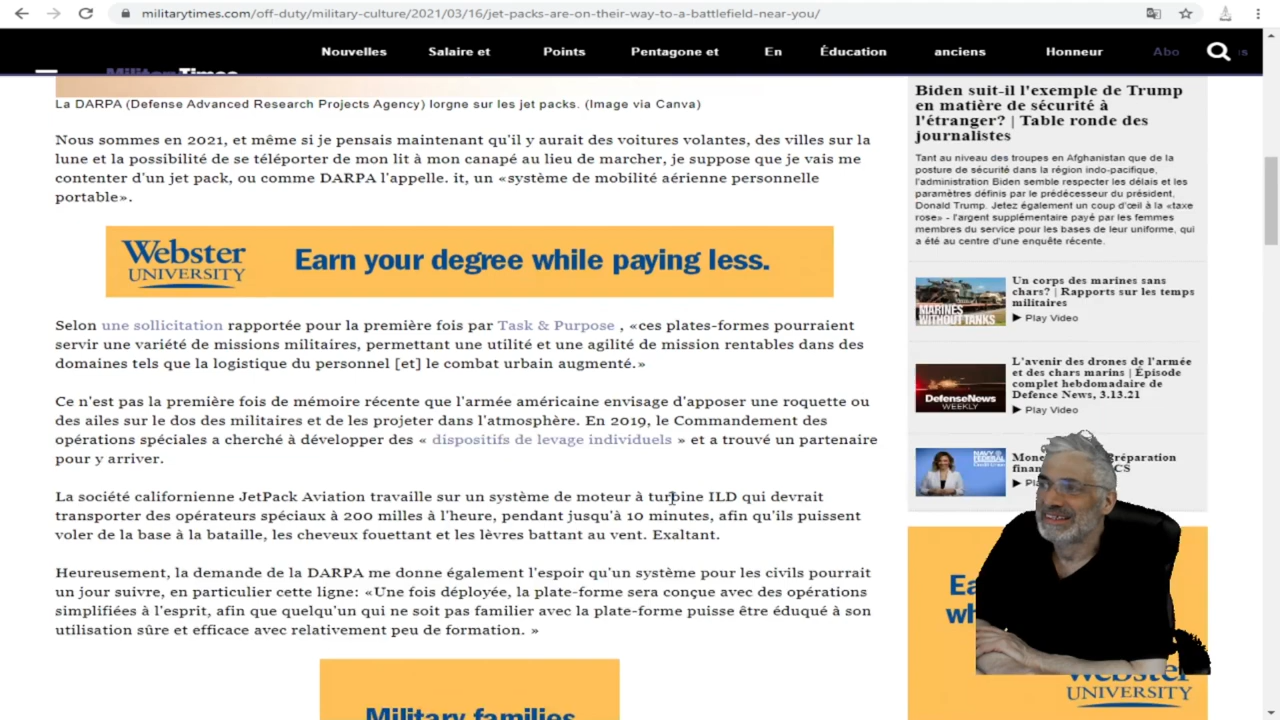 militarytimes.com/off-duty/military-culture/2021/03/16/jet-packs-are-on-their-way-to-a-battlefield-near-you/
Nouvelles Salaire et Points Pentagone et En Éducation anciens Honneur Abo
MilitaryTimes
La DARPA (Defense Advanced Research Projects Agency) lorgne sur les jet packs. (Image via Canva)
Nous sommes en 2021, et même si je pensais maintenant qu'il y aurait des voitures volantes, des villes sur la
lune et la possibilité de se téléporter de mon lit à mon canapé au lieu de marcher, je suppose que je vais me
contenter d'un jet pack, ou comme DARPA l'appelle. it, un «système de mobilité aérienne personnelle
portable».
Webster
UNIVERSITY
Earn your degree while paying less.
Selon une sollicitation rapportée pour la première fois par Task & Purpose , «ces plates-formes pourraient
servir une variété de missions militaires, permettant une utilité et une agilité de mission rentables dans des
domaines tels que la logistique du personnel [et] le combat urbain augmenté.»
Ce n'est pas la première fois de mémoire récente que l'armée américaine envisage d'apposer une roquette ou
des ailes sur le dos des militaires et de les projeter dans l'atmosphère. En 2019, le Commandement des
opérations spéciales a cherché à développer des « dispositifs de levage individuels » et a trouvé un partenaire
pour y arriver.
La société californienne JetPack Aviation travaille sur un système de moteur à turbine ILD qui devrait
transporter des opérateurs spéciaux à 200 milles à l'heure, pendant jusqu'à 10 minutes, afin qu'ils puissent
voler de la base à la bataille, les cheveux fouettant et les lèvres battant au vent. Exaltant.
Heureusement, la demande de la DARPA me donne également l'espoir qu'un système pour les civils pourrait
un jour suivre, en particulier cette ligne: «Une fois déployée, la plate-forme sera conçue avec des opérations
simplifiées à l'esprit, afin que quelqu'un qui ne soit pas familier avec la plate-forme puisse être éduqué à son
utilisation sûre et efficace avec relativement peu de formation. »
Military families
Biden suit-il l'exemple de Trump
en matière de sécurité à
l'étranger? | Table ronde des
journalistes
Tant au niveau des troupes en Afghanistan que de la
posture de sécurité dans la région indo-pacifique,
l'administration Biden semble respecter les délais et les
paramètres définis par le prédécesseur du président,
Donald Trump. Jetez également un coup d'œil à la «taxe
rose» - l'argent supplémentaire payé par les femmes
membres du service pour les bases de leur uniforme, qui
a été au centre d'une enquête récente.
MARINES
WITHOUT TANKS
Un corps des marines sans
chars? | Rapports sur les temps
militaires
Play Video
DefenseNews
WEEKLY
L'avenir des drones de l'armée
et des chars marins | Épisode
complet hebdomadaire de
Defence News, 3.13.21
Play Video
NAVY
FEDERAL
Credit Union
UNIVERSITY